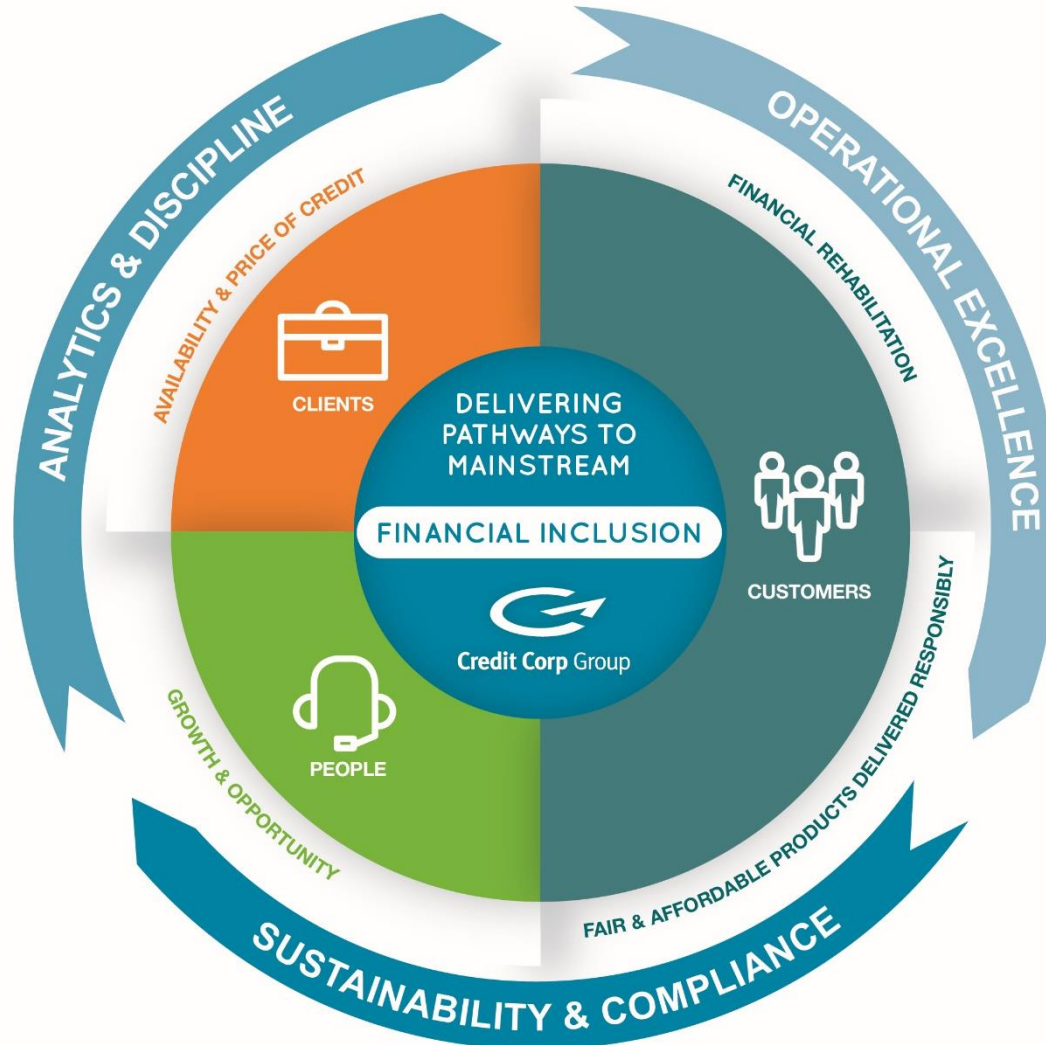 ANALYTICS & DISCIPLINE
OPERATIONAL EXCELLENCE
AVAILABILITY & PRICE OF CREDIT
FINANCIAL REHABILITATION
CLIENTS
DELIVERING
PATHWAYS TO
MAINSTREAM
FINANCIAL INCLUSION
Credit Corp Group
CUSTOMERS
PEOPLE
GROWTH & OPPORTUNITY
FAIR & AFFORDABLE PRODUCTS DELIVERED RESPONSIBLY
SUSTAINABILITY & COMPLIANCE